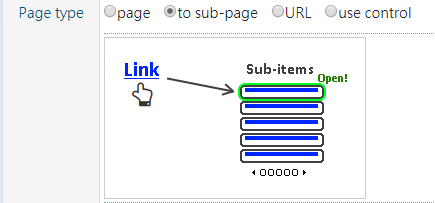 Page type page to sub-page URL use control
Link
Sub-items
Open!